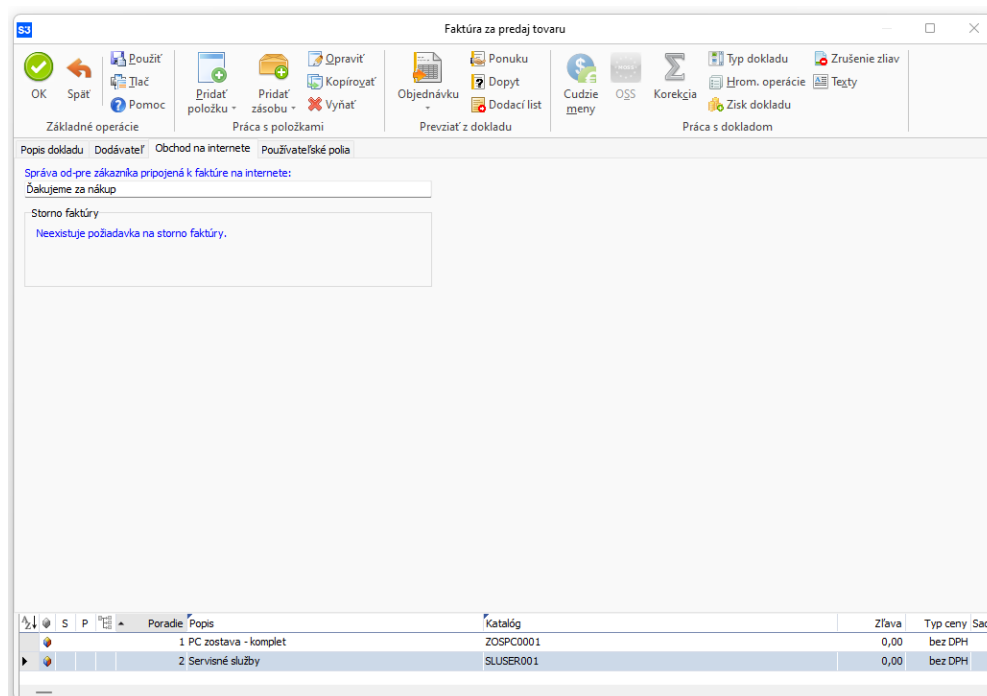 S3 Faktúra za predaj tovaru
OK
Späť
Použiť
Tlač
Pomoc
Základné operácie
Pridať položku
Pridať zásobu
Opraviť
Kopírovať
Vyňať
Práca s položkami
Objednávku
Ponuku
Dopyt
Dodací list
Prevziať z dokladu
Cudzie meny
OSS
Korekcia
Typ dokladu
Hrom. operácie
Zisk dokladu
Zrušenie zliav
Texty
Práca s dokladom
Popis dokladu Dodávateľ Obchod na internete Používateľské polia
Správa od-pre zákazníka pripojená k faktúre na internete:
Ďakujeme za nákup
Storno faktúry
Neexistuje požiadavka na storno faktúry.
S P Poradie Popis Katalóg Zľava Typ ceny
1 PC zostava - komplet ZOSPC0001 0,00 bez DPH
2 Servisné služby SLUSER001 0,00 bez DPH